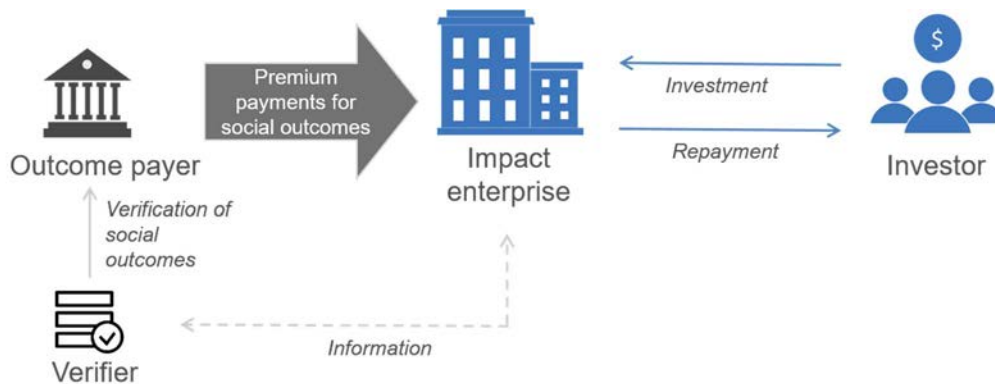 $
Premium
payments for
social outcomes
Investment
Repayment
Outcome payer
Impact
enterprise
Investor
Verification of
social
outcomes
Information
Verifier